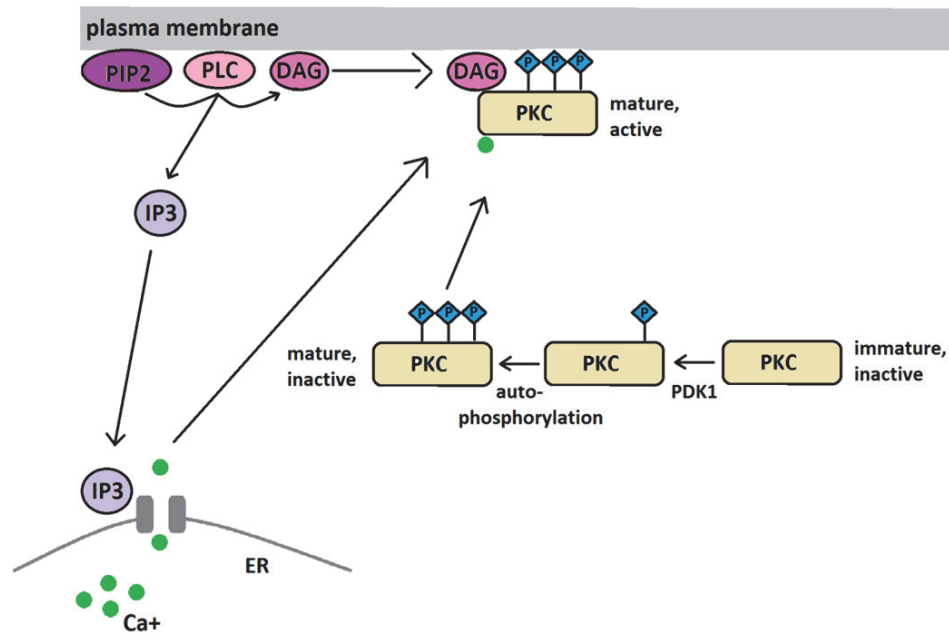 plasma membrane
PIP2
PLC
DAG
DAG
P
P
P
PKC
mature,
active
IP3
P
P
P
P
mature,
inactive
PKC
PKC
PKC
immature,
inactive
auto-
phosphorylation
PDK1
IP3
ER
Ca+